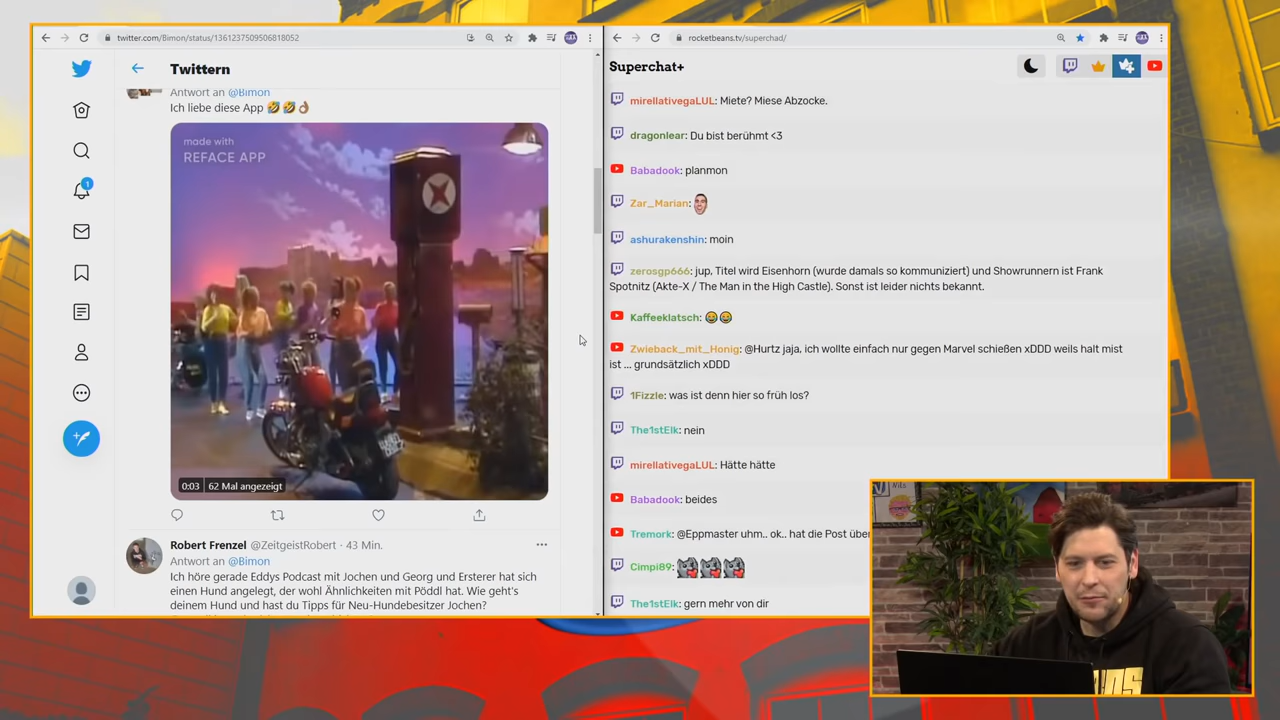 twitter.com/Bimon/status/1361237509506818052
Twittern
Antwort an @Bimon
Ich liebe diese App 🤣🤣👌
made with
REFACE APP
0:03 | 62 Mal angezeigt
Robert Frenzel @ZeitgeistRobert · 43 Min.
Antwort an @Bimon
Ich höre gerade Eddys Podcast mit Jochen und Georg und Ersterer hat sich
einen Hund angelegt, der wohl Ähnlichkeiten mit Pöddl hat. Wie geht's
deinem Hund und hast du Tipps für Neu-Hundebesitzer Jochen?
1
rocketbeans.tv/superchad/
Superchat+
mirellativegaLUL: Miete? Miese Abzocke.
dragonlear: Du bist berühmt <3
Babadook: planmon
Zar_Marian:
ashurakenshin: moin
zerosgp666: jup, Titel wird Eisenhorn (wurde damals so kommuniziert) und Showrunnern ist Frank
Spotnitz (Akte-X / The Man in the High Castle). Sonst ist leider nichts bekannt.
Kaffeeklatsch: 😂😂
Zwieback_mit_Honig: @Hurtz jaja, ich wollte einfach nur gegen Marvel schießen xDDD weils halt mist
ist ... grundsätzlich xDDD
1Fizzle: was ist denn hier so früh los?
The1stElk: nein
mirellativegaLUL: Hätte hätte
Babadook: beides
Tremork: @Eppmaster uhm.. ok.. hat die Post über
Cimpi89:
The1stElk: gern mehr von dir
Nils